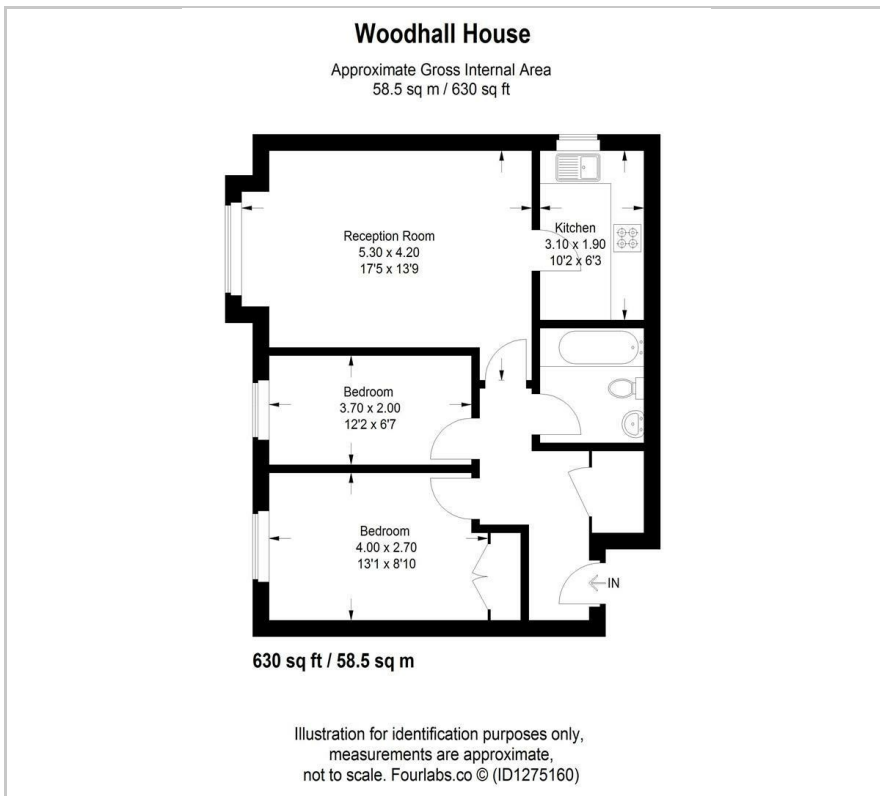 Woodhall House
Approximate Gross Internal Area
58.5 sq m / 630 sq ft
Reception Room
5.30 x 4.20
17'5 x 13'9
Kitchen
3.10 x 1.90
10'2 x 6'3
Bedroom
3.70 x 2.00
12'2 x 6'7
Bedroom
4.00 x 2.70
13'1 x 8'10
IN
630 sq ft / 58.5 sq m
Illustration for identification purposes only,
measurements are approximate,
not to scale. Fourlabs.co © (ID1275160)